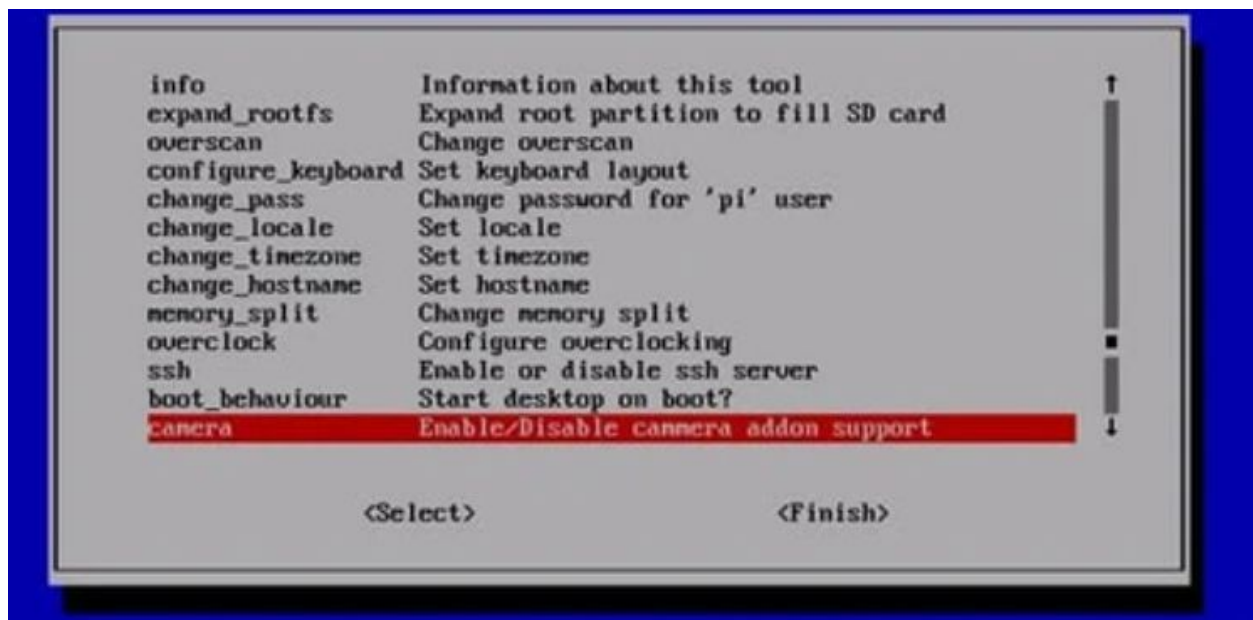 info Information about this tool
expand_rootfs Expand root partition to fill SD card
overscan Change overscan
configure_keyboard Set keyboard layout
change_pass Change password for 'pi' user
change_locale Set locale
change_timezone Set timezone
change_hostname Set hostname
memory_split Change memory split
overclock Configure overclocking
ssh Enable or disable ssh server
boot_behaviour Start desktop on boot?
camera Enable/Disable cammera addon support
<Select> <Finish>